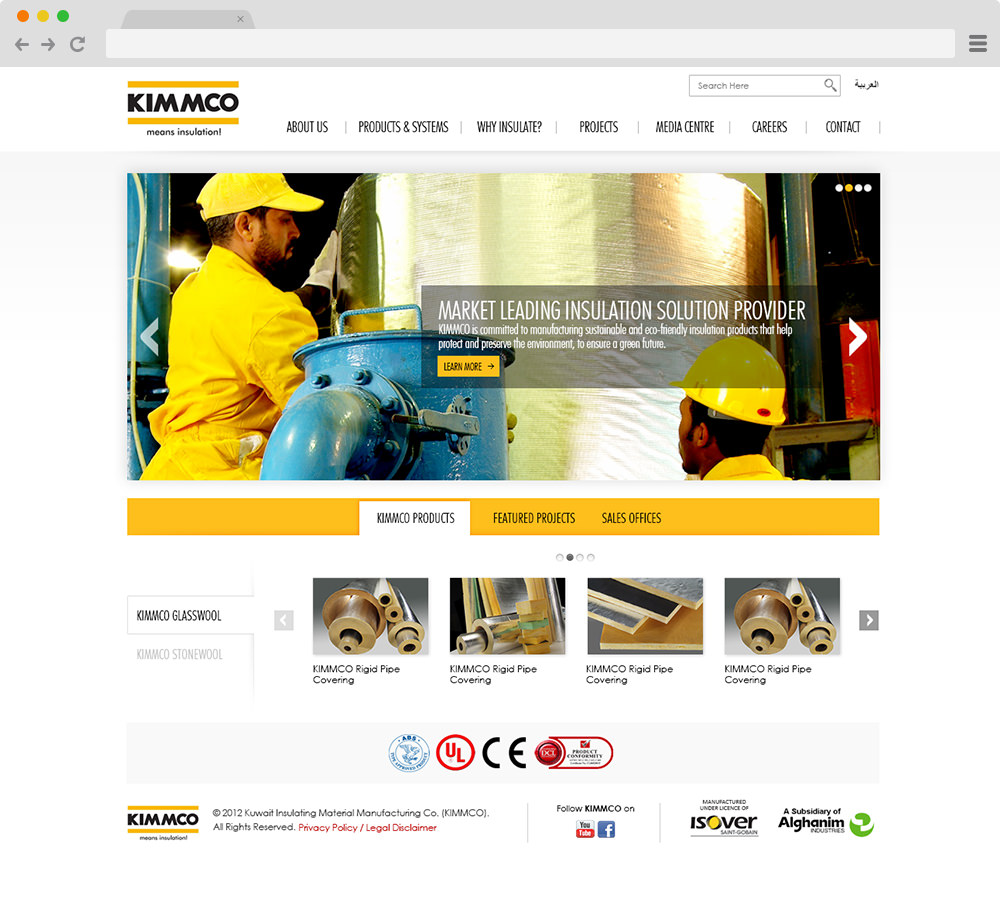 Search Here
العربية
KIMMCO
means insulation!
ABOUT US
PRODUCTS & SYSTEMS
WHY INSULATE?
PROJECTS
MEDIA CENTRE
CAREERS
CONTACT
MARKET LEADING INSULATION SOLUTION PROVIDER
KIMMCO is committed to manufacturing sustainable and eco-friendly insulation products that help
protect and preserve the environment, to ensure a green future.
LEARN MORE
KIMMCO PRODUCTS
FEATURED PROJECTS
SALES OFFICES
KIMMCO GLASSWOOL
KIMMCO STONEWOOL
KIMMCO Rigid Pipe
Covering
KIMMCO Rigid Pipe
Covering
KIMMCO Rigid Pipe
Covering
KIMMCO Rigid Pipe
Covering
ABS
UL
CE
DCL
PRODUCT
CONFORMITY
KIMMCO
means insulation!
© 2012 Kuwait Insulating Material Manufacturing Co. (KIMMCO).
All Rights Reserved. Privacy Policy / Legal Disclaimer
Follow KIMMCO on
You
Tube
f
MANUFACTURED
UNDER LICENCE OF
isover
SAINT-GOBAIN
A Subsidiary of
Alghanim
INDUSTRIES